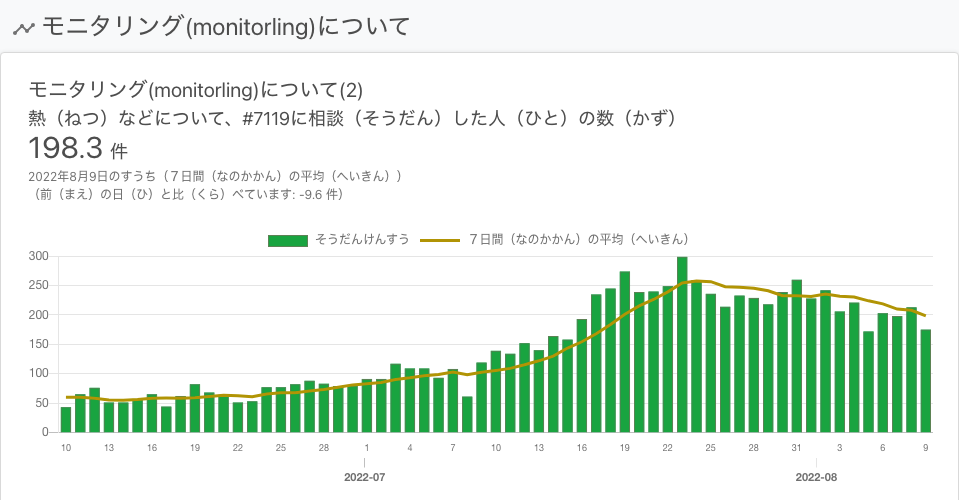 モニタリング(monitorling)について
モニタリング(monitorling)について(2)
熱（ねつ）などについて、#7119に相談（そうだん）した人（ひと）の数（かず）
198.3 件
2022年8月9日のすうち（７日間（なのかかん）の平均（へいきん））
（前（まえ）の日（ひ）と比（くら）べています: -9.6 件）
そうだんけんすう ７日間（なのかかん）の平均（へいきん）
300
250
200
150
100
50
0
10 13 16 19 22 25 28 1 4 7 10 13 16 19 22 25 28 31 3 6 9
2022-07 2022-08